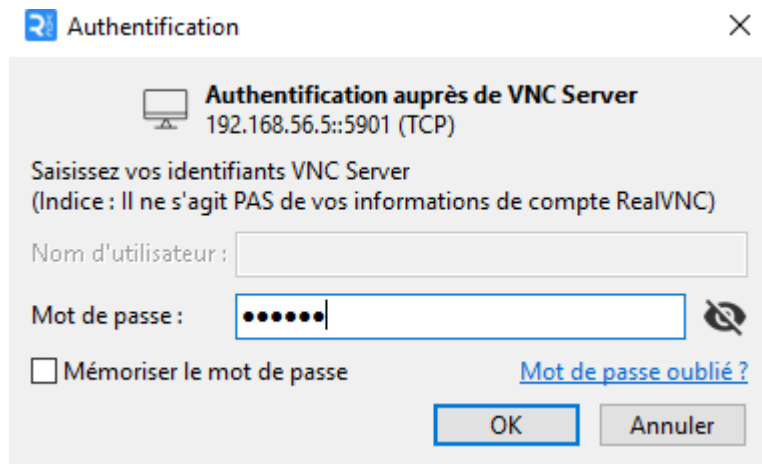 Authentification
Authentification auprès de VNC Server
192.168.56.5::5901 (TCP)
Saisissez vos identifiants VNC Server
(Indice : Il ne s'agit PAS de vos informations de compte RealVNC)
Nom d'utilisateur :
Mot de passe : ●●●●●●
Mémoriser le mot de passe Mot de passe oublié ?
OK Annuler